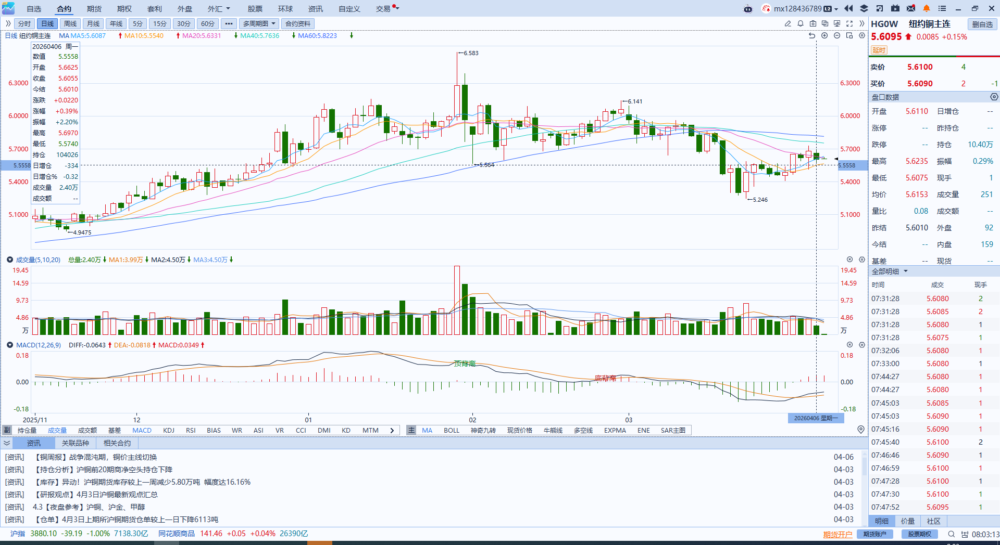 自选 合约 期货 期权 套利 外盘 外汇 股票 环球 资讯 自定义 交易 mx128436789 L2
分时 日线 周线 月线 年线 5分 15分 30分 60分 ••• 多周期图 合约资料
日线 纽约铜主连 MA MA5:5.6087 MA10:5.5540 MA20:5.6331 MA40:5.7636 MA60:5.8223
20260406 周一
数值 5.5558
开盘 5.6625
收盘 5.6055
今结 5.6010
涨跌 +0.0220
涨幅 +0.39%
振幅 +2.20%
最高 5.6970
最低 5.5740
持仓 104026
日增仓 -334
日增仓% -0.32
成交量 2.40万
成交额 --
6.3000
6.0000
5.7000
5.5558
5.4000
5.1000
6.583
6.141
5.564
5.246
4.9475
6.3000
6.0000
5.7000
5.5558
5.4000
5.1000
成交量(5,10,20) 总量:2.40万 MA1:3.99万 MA2:4.50万 MA3:4.50万
19.45 19.45
14.59 14.59
9.73 9.73
4.86 4.86
万 万
MACD(12,26,9) DIFF:-0.0643 DEA:-0.0818 MACD:0.0349
0.18 0.18
顶背离
底背离
0.00 0.00
-0.18 -0.18
2025/11 12 01 02 03 20260406 星期一
副 持仓量 成交量 成交额 基差 MACD KDJ RSI BIAS WR ASI VR CCI DMI KD MTM 主 MA BOLL 神奇九转 现货价格 牛熊线 多空线 EXPMA ENE SAR主图
资讯 关联品种 相关合约
[资讯] 【铜周报】战争混沌期，铜价主线切换 04-06
[资讯] 【持仓分析】沪铜前20期商净空头持仓下降 04-03
[资讯] 【库存】异动！沪铜期货库存较上一周减少5.80万吨 幅度达16.16% 04-03
[资讯] 【研报观点】4月3日沪铜最新观点汇总 04-03
[资讯] 4.3【夜盘参考】沪铜、沪金、甲醇 04-03
[资讯] 【仓单】4月3日上期所沪铜期货仓单较上一日下降6113吨 04-03
HG0W 纽约铜主连 删自选
5.6095 0.0085 +0.15%
延时
卖价 5.6100 4
买价 5.6090 2 -1
盘口数据
开盘 5.6110 日增仓 --
涨停 -- 昨持仓 --
跌停 -- 持仓 10.40万
最高 5.6235 振幅 0.29%
最低 5.6075 现手 1
均价 5.6153 成交量 251
量比 0.08 成交额 --
昨结 5.6010 外盘 92
今结 -- 内盘 159
基差 -- 现货 --
全部明细
时间 成交 现手
07:31:28 5.6080 2
07:31:28 5.6085 2
07:31:28 5.6080 1
07:31:28 5.6075 1
07:32:06 5.6080 1
07:33:00 5.6080 1
07:44:27 5.6080 1
07:44:27 5.6080 1
07:45:03 5.6085 1
07:45:03 5.6090 1
07:45:16 5.6090 1
07:45:40 5.6100 2
07:46:46 5.6090 1
07:46:59 5.6100 1
07:47:28 5.6100 1
07:47:30 5.6100 1
07:47:52 5.6095 1
明细 价量 社区
沪指 3880.10 -39.19 -1.00% 7138.30亿 同花顺商品 141.46 +0.05 +0.04% 26390亿 期货开户 期货账户 股票期权 08:03:13